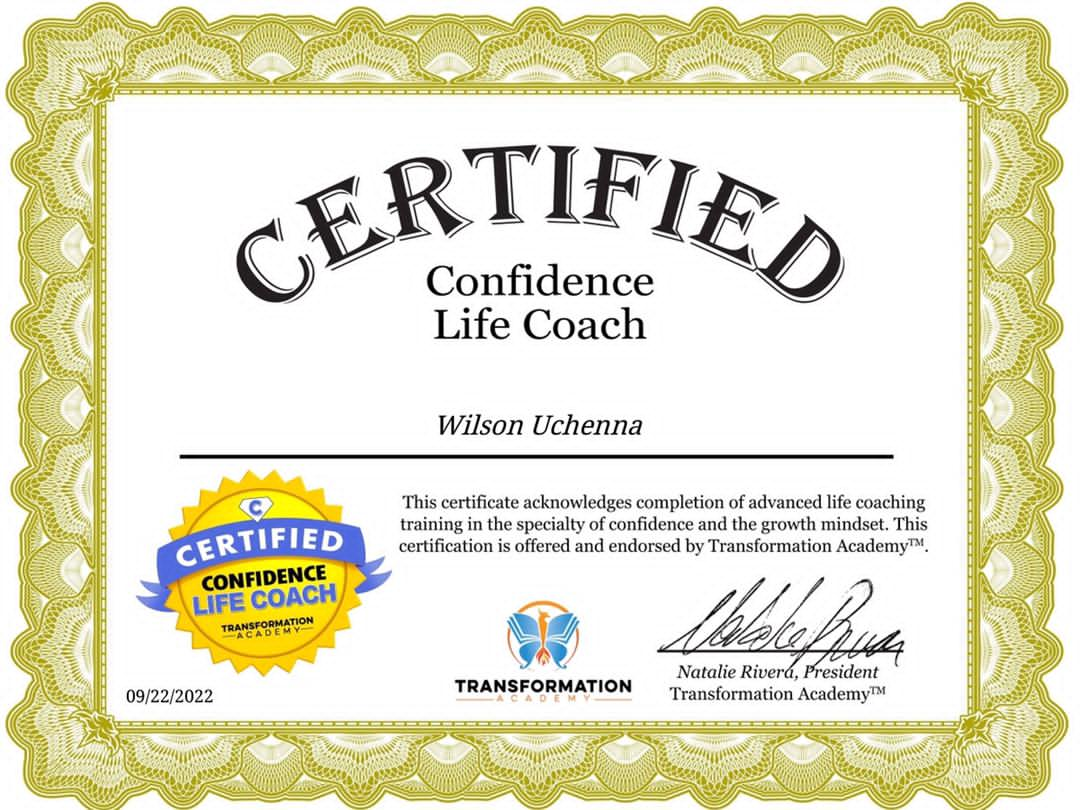 CERTIFIED
Confidence
Life Coach
Wilson Uchenna
This certificate acknowledges completion of advanced life coaching
training in the specialty of confidence and the growth mindset. This
certification is offered and endorsed by Transformation Academy™.
C
CERTIFIED
CONFIDENCE
LIFE COACH
TRANSFORMATION
ACADEMY
09/22/2022
TRANSFORMATION
ACADEMY
Natalie Rivera, President
Transformation Academy™